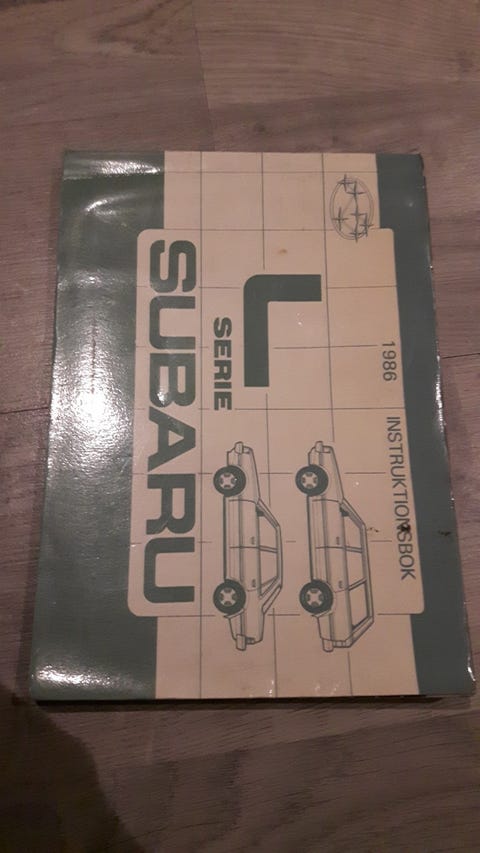 1986 INSTRUKTIONSBOK
L
SERIE
SUBARU